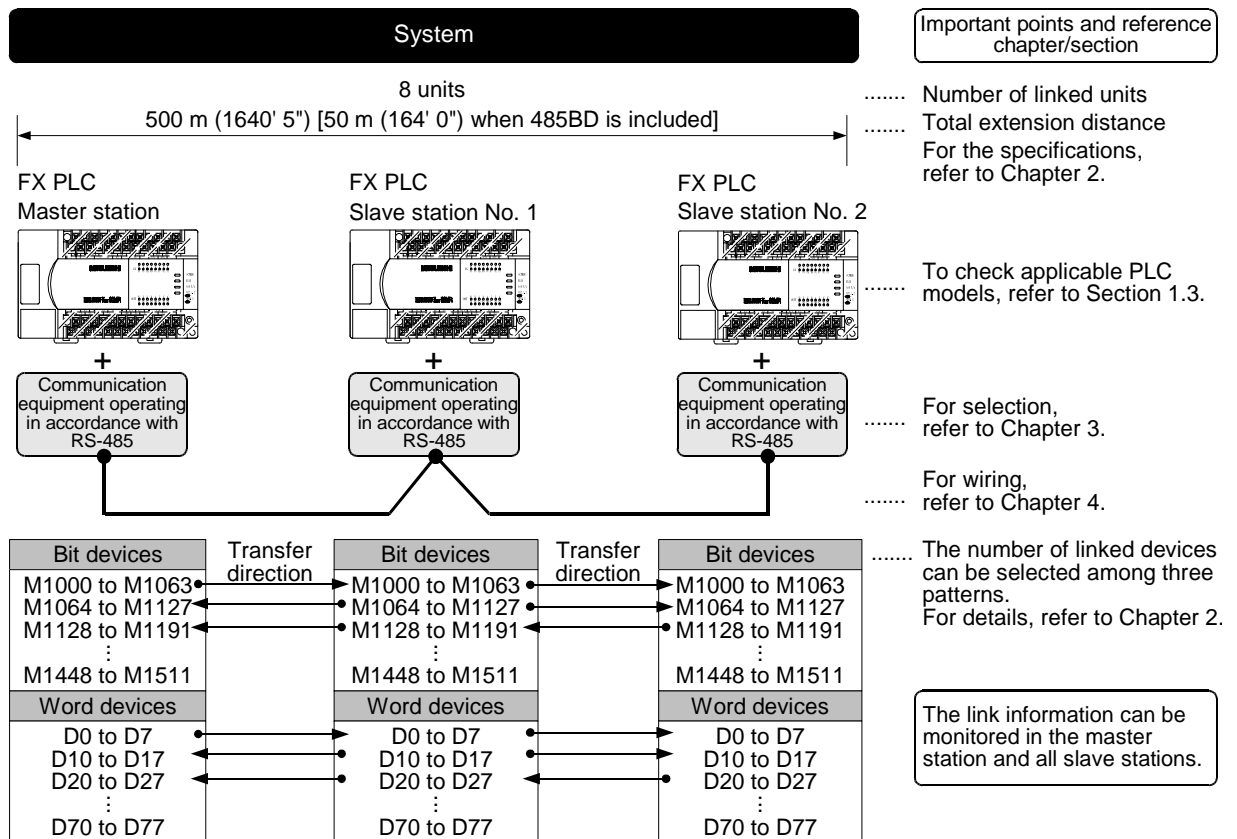 System
Important points and reference
chapter/section
8 units
500 m (1640' 5") [50 m (164' 0") when 485BD is included]
....... Number of linked units
....... Total extension distance
For the specifications,
refer to Chapter 2.
FX PLC
Master station
FX PLC
Slave station No. 1
FX PLC
Slave station No. 2
....... To check applicable PLC
models, refer to Section 1.3.
+
+
+
Communication
equipment operating
in accordance with
RS-485
Communication
equipment operating
in accordance with
RS-485
Communication
equipment operating
in accordance with
RS-485
....... For selection,
refer to Chapter 3.
....... For wiring,
refer to Chapter 4.
Bit devices
Transfer
direction
Bit devices
Transfer
direction
Bit devices
....... The number of linked devices
can be selected among three
patterns.
For details, refer to Chapter 2.
M1000 to M1063
M1000 to M1063
M1000 to M1063
M1064 to M1127
M1064 to M1127
M1064 to M1127
M1128 to M1191
M1128 to M1191
M1128 to M1191
:
:
:
M1448 to M1511
M1448 to M1511
M1448 to M1511
Word devices
Word devices
Word devices
D0 to D7
D0 to D7
D0 to D7
D10 to D17
D10 to D17
D10 to D17
D20 to D27
D20 to D27
D20 to D27
:
:
:
D70 to D77
D70 to D77
D70 to D77
The link information can be
monitored in the master
station and all slave stations.